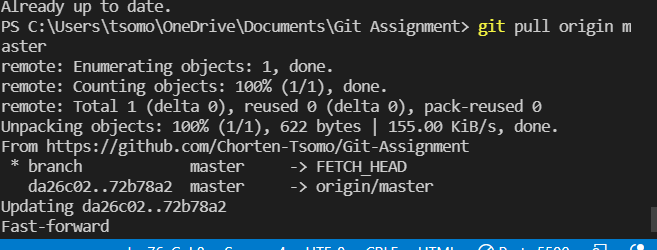 Already up to date.
PS C:\Users\tsomo\OneDrive\Documents\Git Assignment> git pull origin m
aster
remote: Enumerating objects: 1, done.
remote: Counting objects: 100% (1/1), done.
remote: Total 1 (delta 0), reused 0 (delta 0), pack-reused 0
Unpacking objects: 100% (1/1), 622 bytes | 155.00 KiB/s, done.
From https://github.com/Chorten-Tsomo/Git-Assignment
 * branch            master     -> FETCH_HEAD
   da26c02..72b78a2  master     -> origin/master
Updating da26c02..72b78a2
Fast-forward